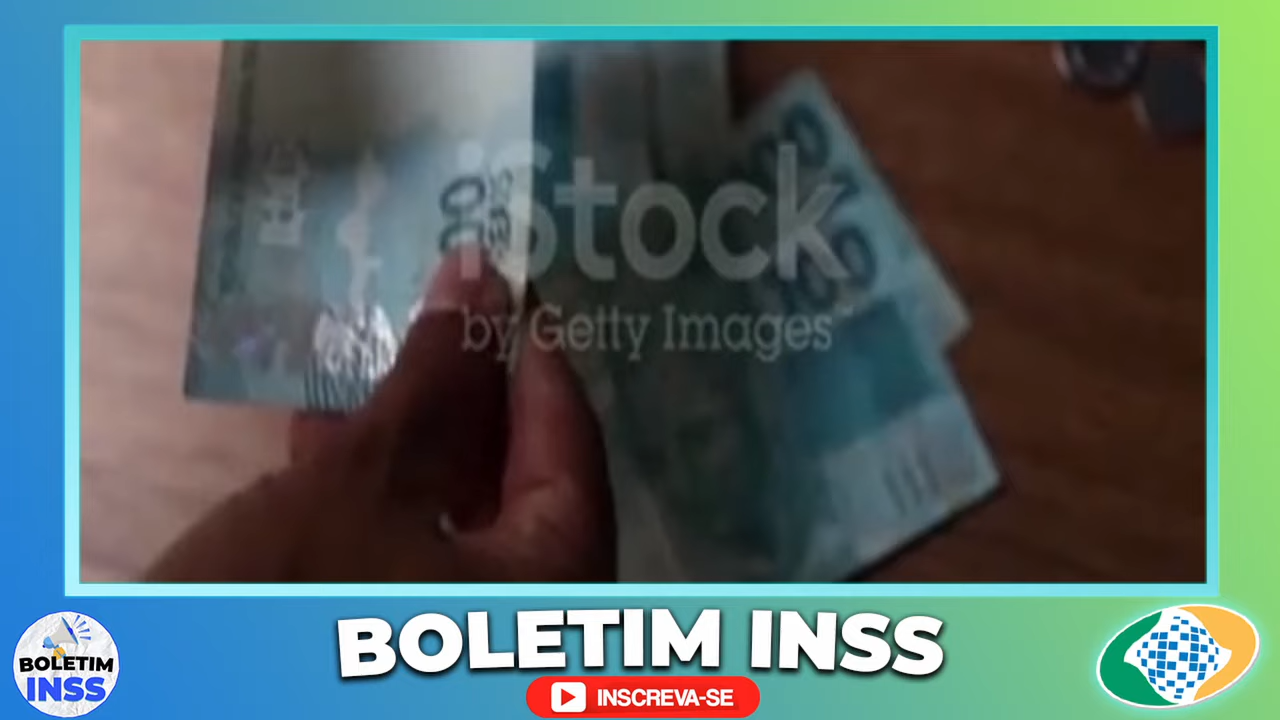 iStock
by Getty Images
BOLETIM INSS
BOLETIM
INSS
INSCREVA-SE